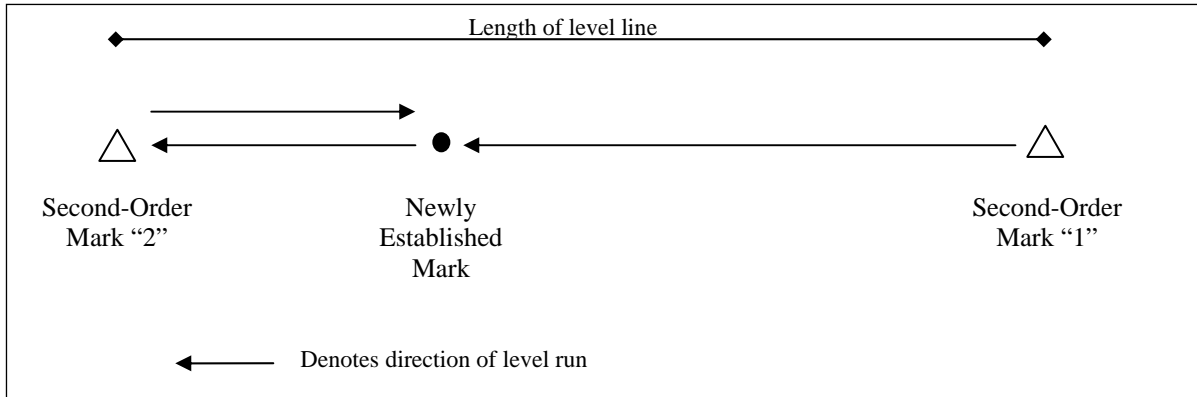 Length of level line
Second-Order
Mark “2”
Newly
Established
Mark
Second-Order
Mark “1”
Denotes direction of level run